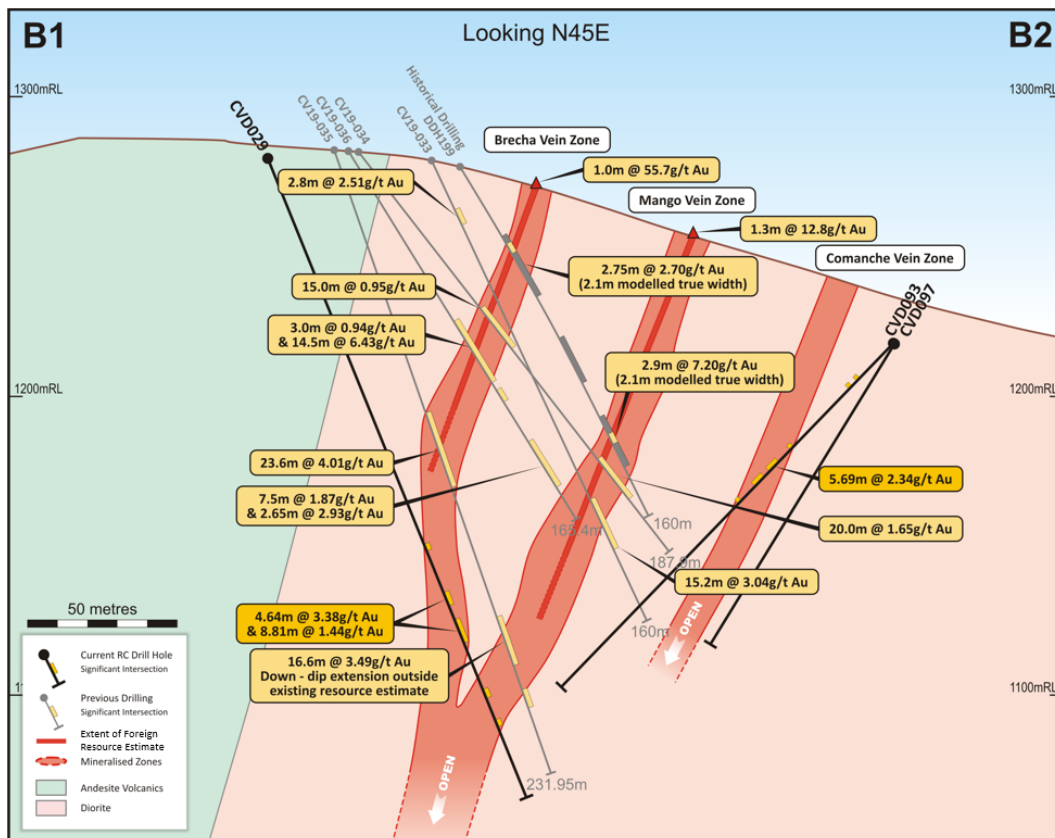 B1
Looking N45E
B2
1300mRL
1300mRL
CVD029
CV19-035
CV19-036
CV19-034
CV19-033
Historical Drilling
DDH199
Brecha Vein Zone
1.0m @ 55.7g/t Au
2.8m @ 2.51g/t Au
Mango Vein Zone
1.3m @ 12.8g/t Au
Comanche Vein Zone
CVD093
CVD097
2.75m @ 2.70g/t Au
(2.1m modelled true width)
15.0m @ 0.95g/t Au
3.0m @ 0.94g/t Au
& 14.5m @ 6.43g/t Au
2.9m @ 7.20g/t Au
(2.1m modelled true width)
1200mRL
1200mRL
23.6m @ 4.01g/t Au
5.69m @ 2.34g/t Au
7.5m @ 1.87g/t Au
& 2.65m @ 2.93g/t Au
165.4m
160m
20.0m @ 1.65g/t Au
187.9m
15.2m @ 3.04g/t Au
4.64m @ 3.38g/t Au
& 8.81m @ 1.44g/t Au
160m
OPEN
16.6m @ 3.49g/t Au
Down - dip extension outside
existing resource estimate
1100mRL
1100mRL
231.95m
OPEN
50 metres
Current RC Drill Hole
Significant Intersection
Previous Drilling
Significant Intersection
Extent of Foreign
Resource Estimate
Mineralised Zones
Andesite Volcanics
Diorite